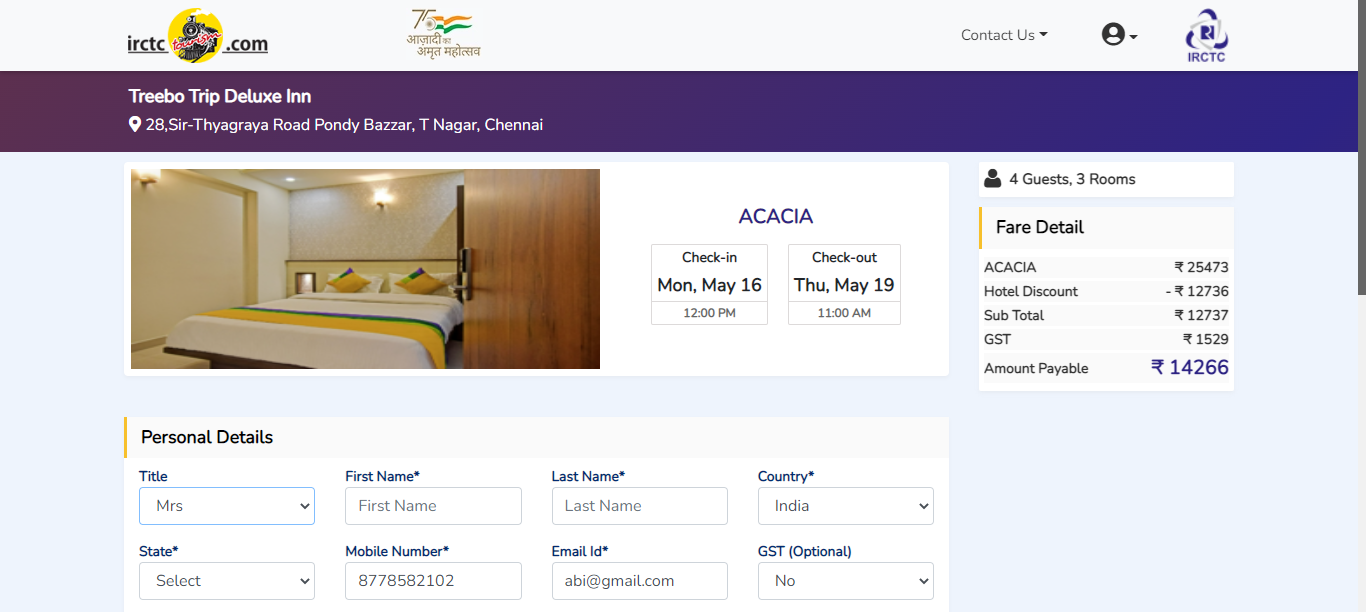 irctc tourism .com
75
आज़ादी का
अमृत महोत्सव
Contact Us
IRCTC
Treebo Trip Deluxe Inn
28,Sir-Thyagraya Road Pondy Bazzar, T Nagar, Chennai
ACACIA
Check-in
Mon, May 16
12:00 PM
Check-out
Thu, May 19
11:00 AM
4 Guests, 3 Rooms
Fare Detail
ACACIA ₹ 25473
Hotel Discount - ₹ 12736
Sub Total ₹ 12737
GST ₹ 1529
Amount Payable ₹ 14266
Personal Details
Title First Name* Last Name* Country*
Mrs First Name Last Name India
State* Mobile Number* Email Id* GST (Optional)
Select 8778582102 abi@gmail.com No